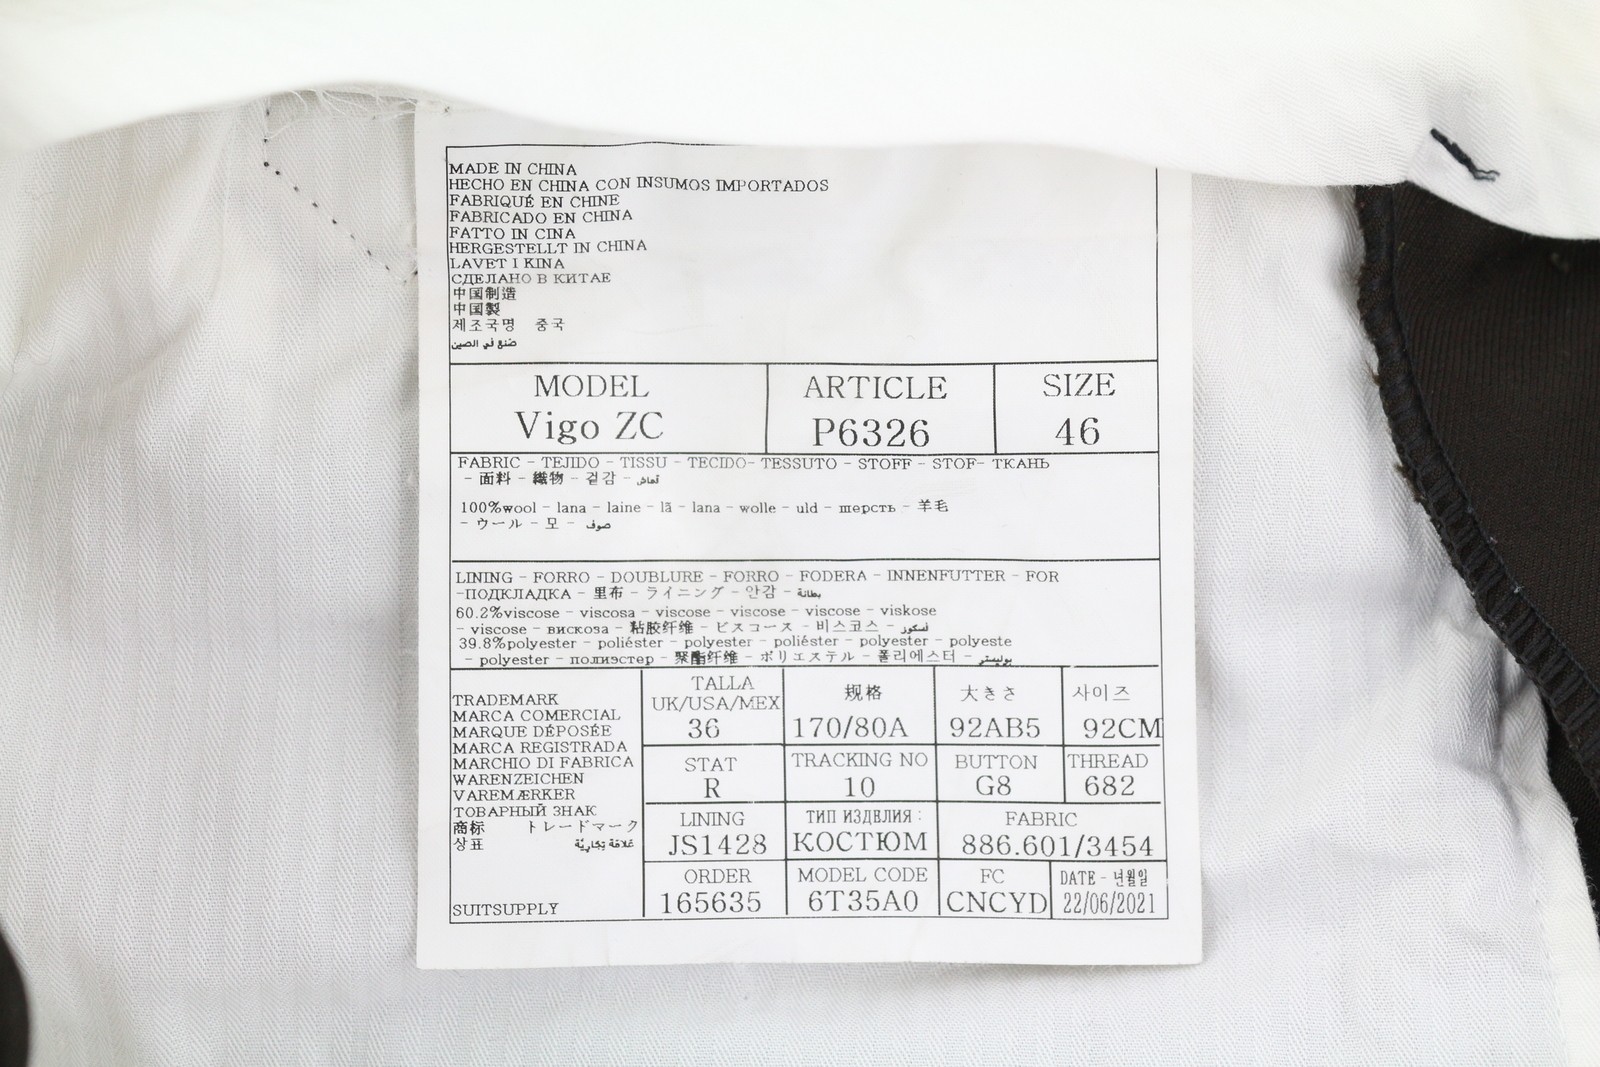 MADE IN CHINA
HECHO EN CHINA CON INSUMOS IMPORTADOS
FABRIQUÉ EN CHINE
FABRICADO EN CHINA
FATTO IN CINA
HERGESTELLT IN CHINA
LAVET I KINA
СДЕЛАНО В КИТАЕ
中国制造
中国製
제조국명 중국
صنع في الصين
MODEL ARTICLE SIZE
Vigo ZC P6326 46
FABRIC - TEJIDO - TISSU - TECIDO- TESSUTO - STOFF - STOF- ТКАНЬ
- 面料 - 織物 - 겉감 - قماش
100%wool - lana - laine - lã - lana - wolle - uld - шерсть - 羊毛
- ウール - 모 - صوف
LINING - FORRO - DOUBLURE - FORRO - FODERA - INNENFUTTER - FOR
-ПОДКЛАДКА - 里布 - ライニング - 안감 - بطانة
60.2%viscose - viscosa - viscose - viscose - viscose - viskose
- viscose - вискоза - 粘胶纤维 - ビスコース - 비스코스 - فسكوز
39.8%polyester - poliéster - polyester - poliéster - polyester - polyeste
- polyester - полиэстер - 聚酯纤维 - ポリエステル - 폴리에스터 - بوليستر
TRADEMARK
MARCA COMERCIAL
MARQUE DÉPOSÉE
MARCA REGISTRADA
MARCHIO DI FABRICA
WARENZEICHEN
VAREMÆRKER
ТОВАРНЫЙ ЗНАК
商标 トレードマーク
상표 علامة تجارية
SUITSUPPLY
TALLA
UK/USA/MEX 规格 大きさ 사이즈
36 170/80A 92AB5 92CM
STAT TRACKING NO BUTTON THREAD
R 10 G8 682
LINING ТИП ИЗДЕЛИЯ : FABRIC
JS1428 КОСТЮМ 886.601/3454
ORDER MODEL CODE FC DATE - 년월일
165635 6T35A0 CNCYD 22/06/2021